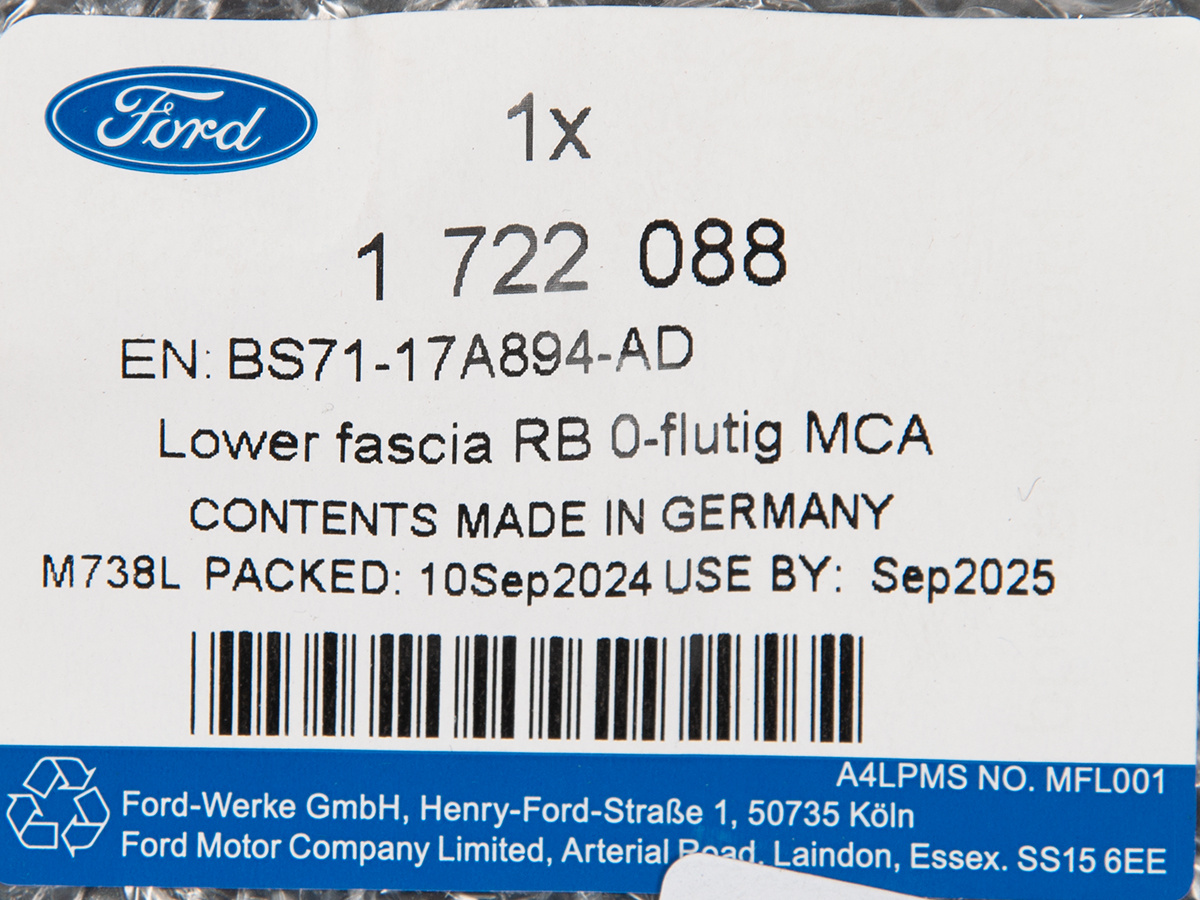 Ford
1x
1 722 088
EN: BS71-17A894-AD
Lower fascia RB 0-flutig MCA
CONTENTS MADE IN GERMANY
M738L PACKED: 10Sep2024 USE BY: Sep2025
A4LPMS NO. MFL001
Ford-Werke GmbH, Henry-Ford-Straße 1, 50735 Köln
Ford Motor Company Limited, Arterial Road, Laindon, Essex. SS15 6EE